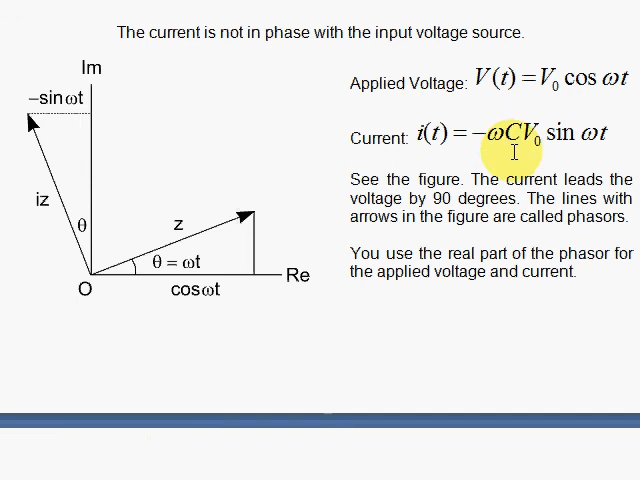 The current is not in phase with the input voltage source.
Im
−sinωt
iz
θ
z
θ = ωt
Re
O
cosωt
Applied Voltage: V(t) = V₀ cos ωt
Current: i(t) = −ωCV₀ sin ωt
See the figure. The current leads the
voltage by 90 degrees. The lines with
arrows in the figure are called phasors.
You use the real part of the phasor for
the applied voltage and current.